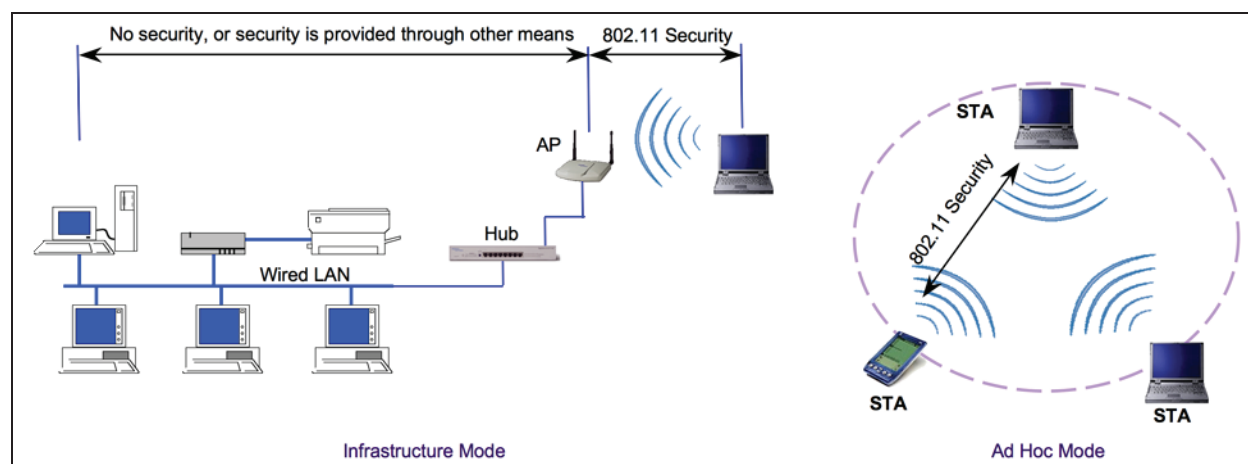 No security, or security is provided through other means
802.11 Security
AP
Hub
Wired LAN
Infrastructure Mode
STA
802.11 Security
STA
STA
Ad Hoc Mode